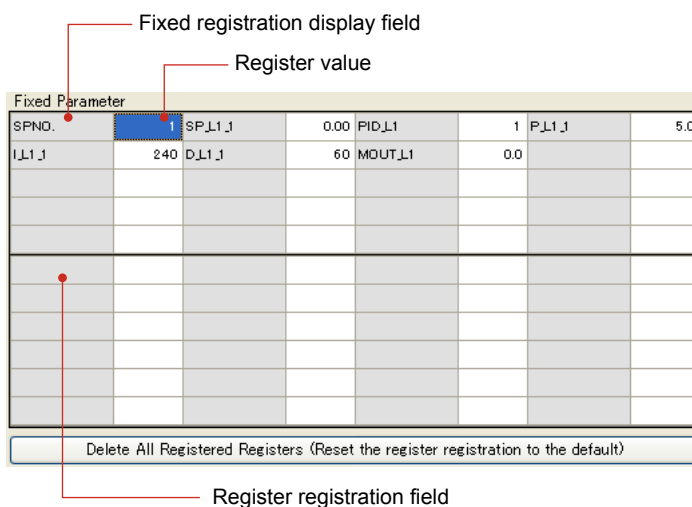 Fixed registration display field
Register value
Fixed Parameter
SPNO. 1 SP_L1_1 0.00 PID_L1 1 P_L1_1 5.0
I_L1_1 240 D_L1_1 60 MOUT_L1 0.0
Delete All Registered Registers (Reset the register registration to the default)
Register registration field